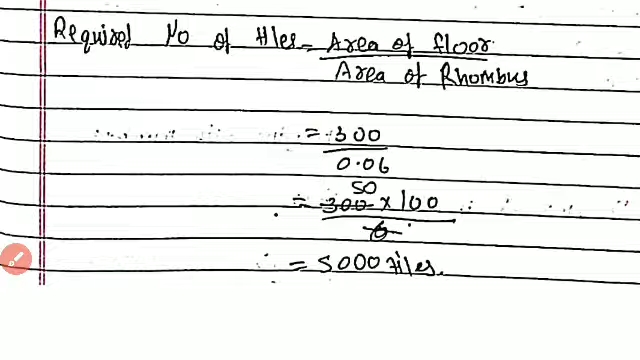 Required No of tiles = Area of floor
Area of Rhombus
= 300
0.06
50
= 300 × 100
6
= 5000 tiles.